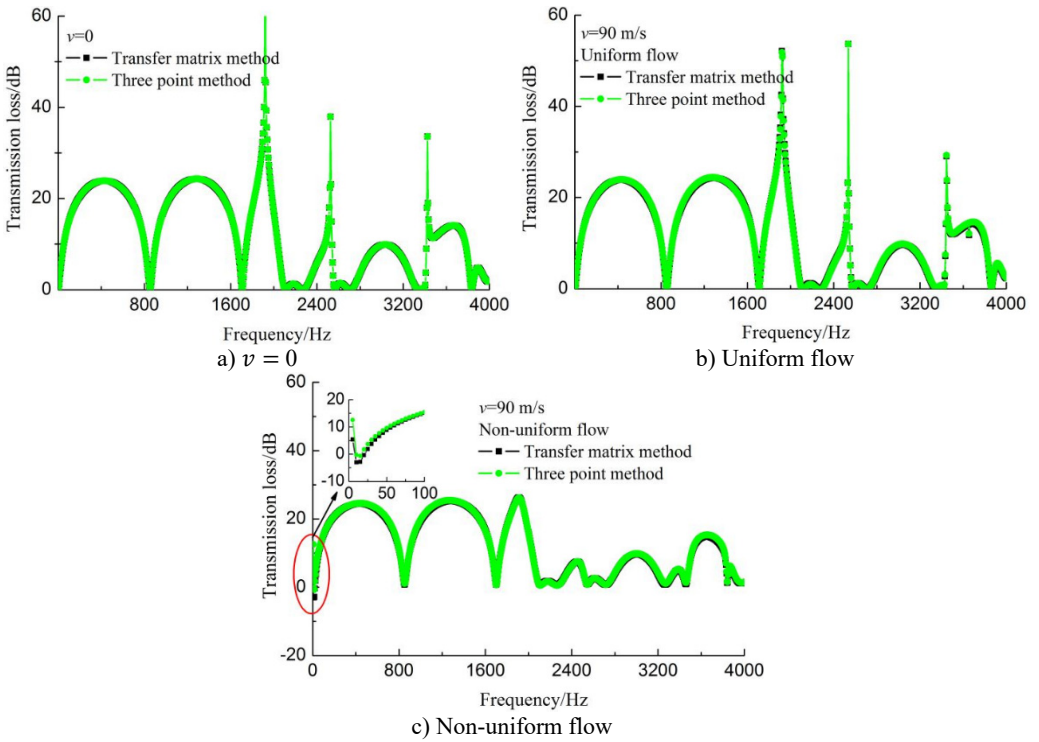 60
40
20
0
Transmission loss/dB
v=0
Transfer matrix method
Three point method
800 1600 2400 3200 4000
Frequency/Hz
a) v = 0
60
40
20
0
Transmission loss/dB
v=90 m/s
Uniform flow
Transfer matrix method
Three point method
800 1600 2400 3200 4000
Frequency/Hz
b) Uniform flow
60
40
20
0
-20
Transmission loss/dB
20
10
0
-10
0 50 100
v=90 m/s
Non-uniform flow
Transfer matrix method
Three point method
0 800 1600 2400 3200 4000
Frequency/Hz
c) Non-uniform flow